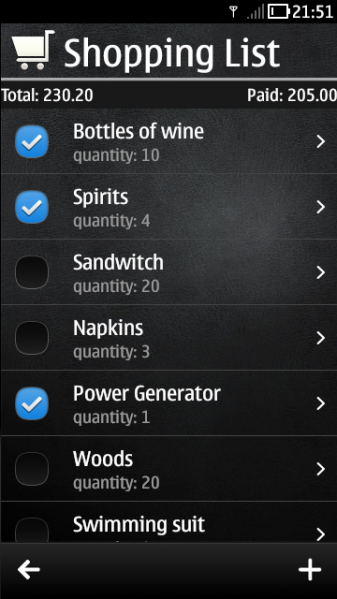 21:51
Shopping List
Total: 230.20 Paid: 205.00
Bottles of wine
quantity: 10
Spirits
quantity: 4
Sandwitch
quantity: 20
Napkins
quantity: 3
Power Generator
quantity: 1
Woods
quantity: 20
Swimming suit